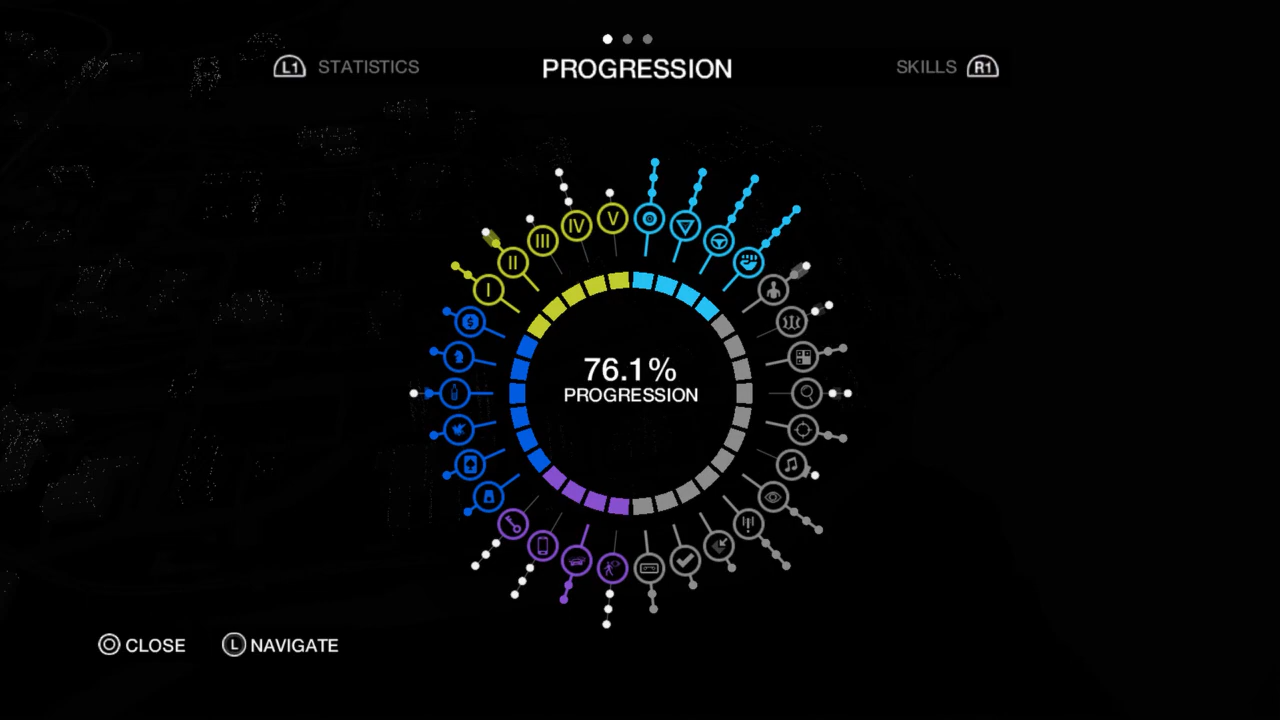 L1 STATISTICS
PROGRESSION
SKILLS R1
I
II
III
IV
V
76.1%
PROGRESSION
CLOSE
L NAVIGATE